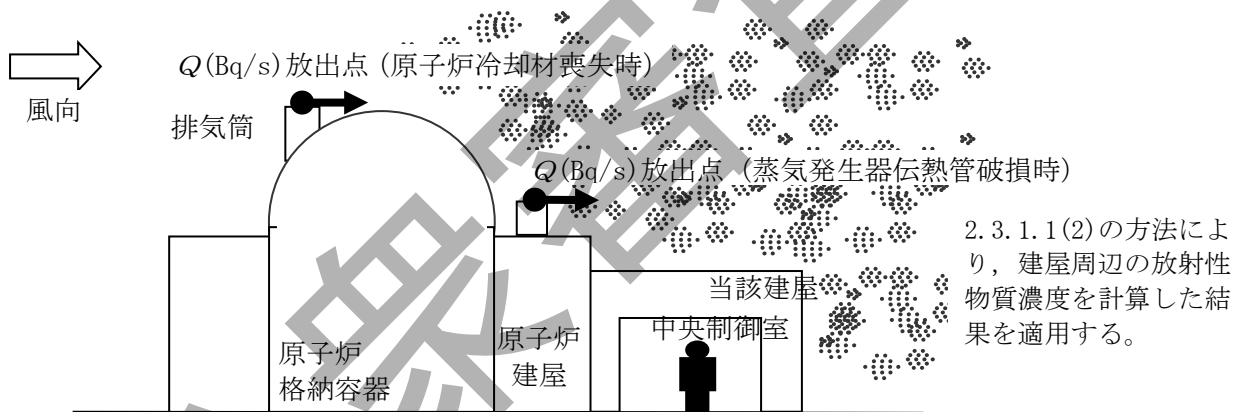 Q(Bq/s)放出点(原子炉冷却材喪失時)
風向
排気筒
Q(Bq/s)放出点 (蒸気発生器伝熱管破損時)
2.3.1.1(2)の方法によ
り，建屋周辺の放射性
物質濃度を計算した結
果を適用する。
当該建屋
中央制御室
原子炉
建屋
原子炉
格納容器